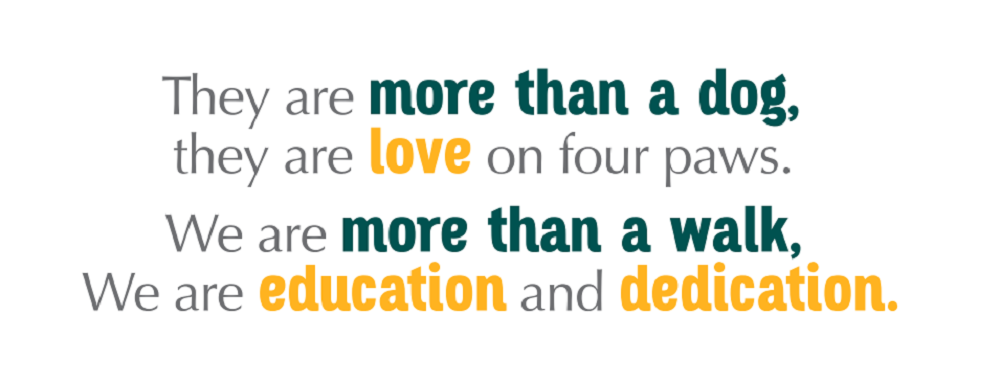 They are more than a dog,
they are love on four paws.
We are more than a walk,
We are education and dedication.